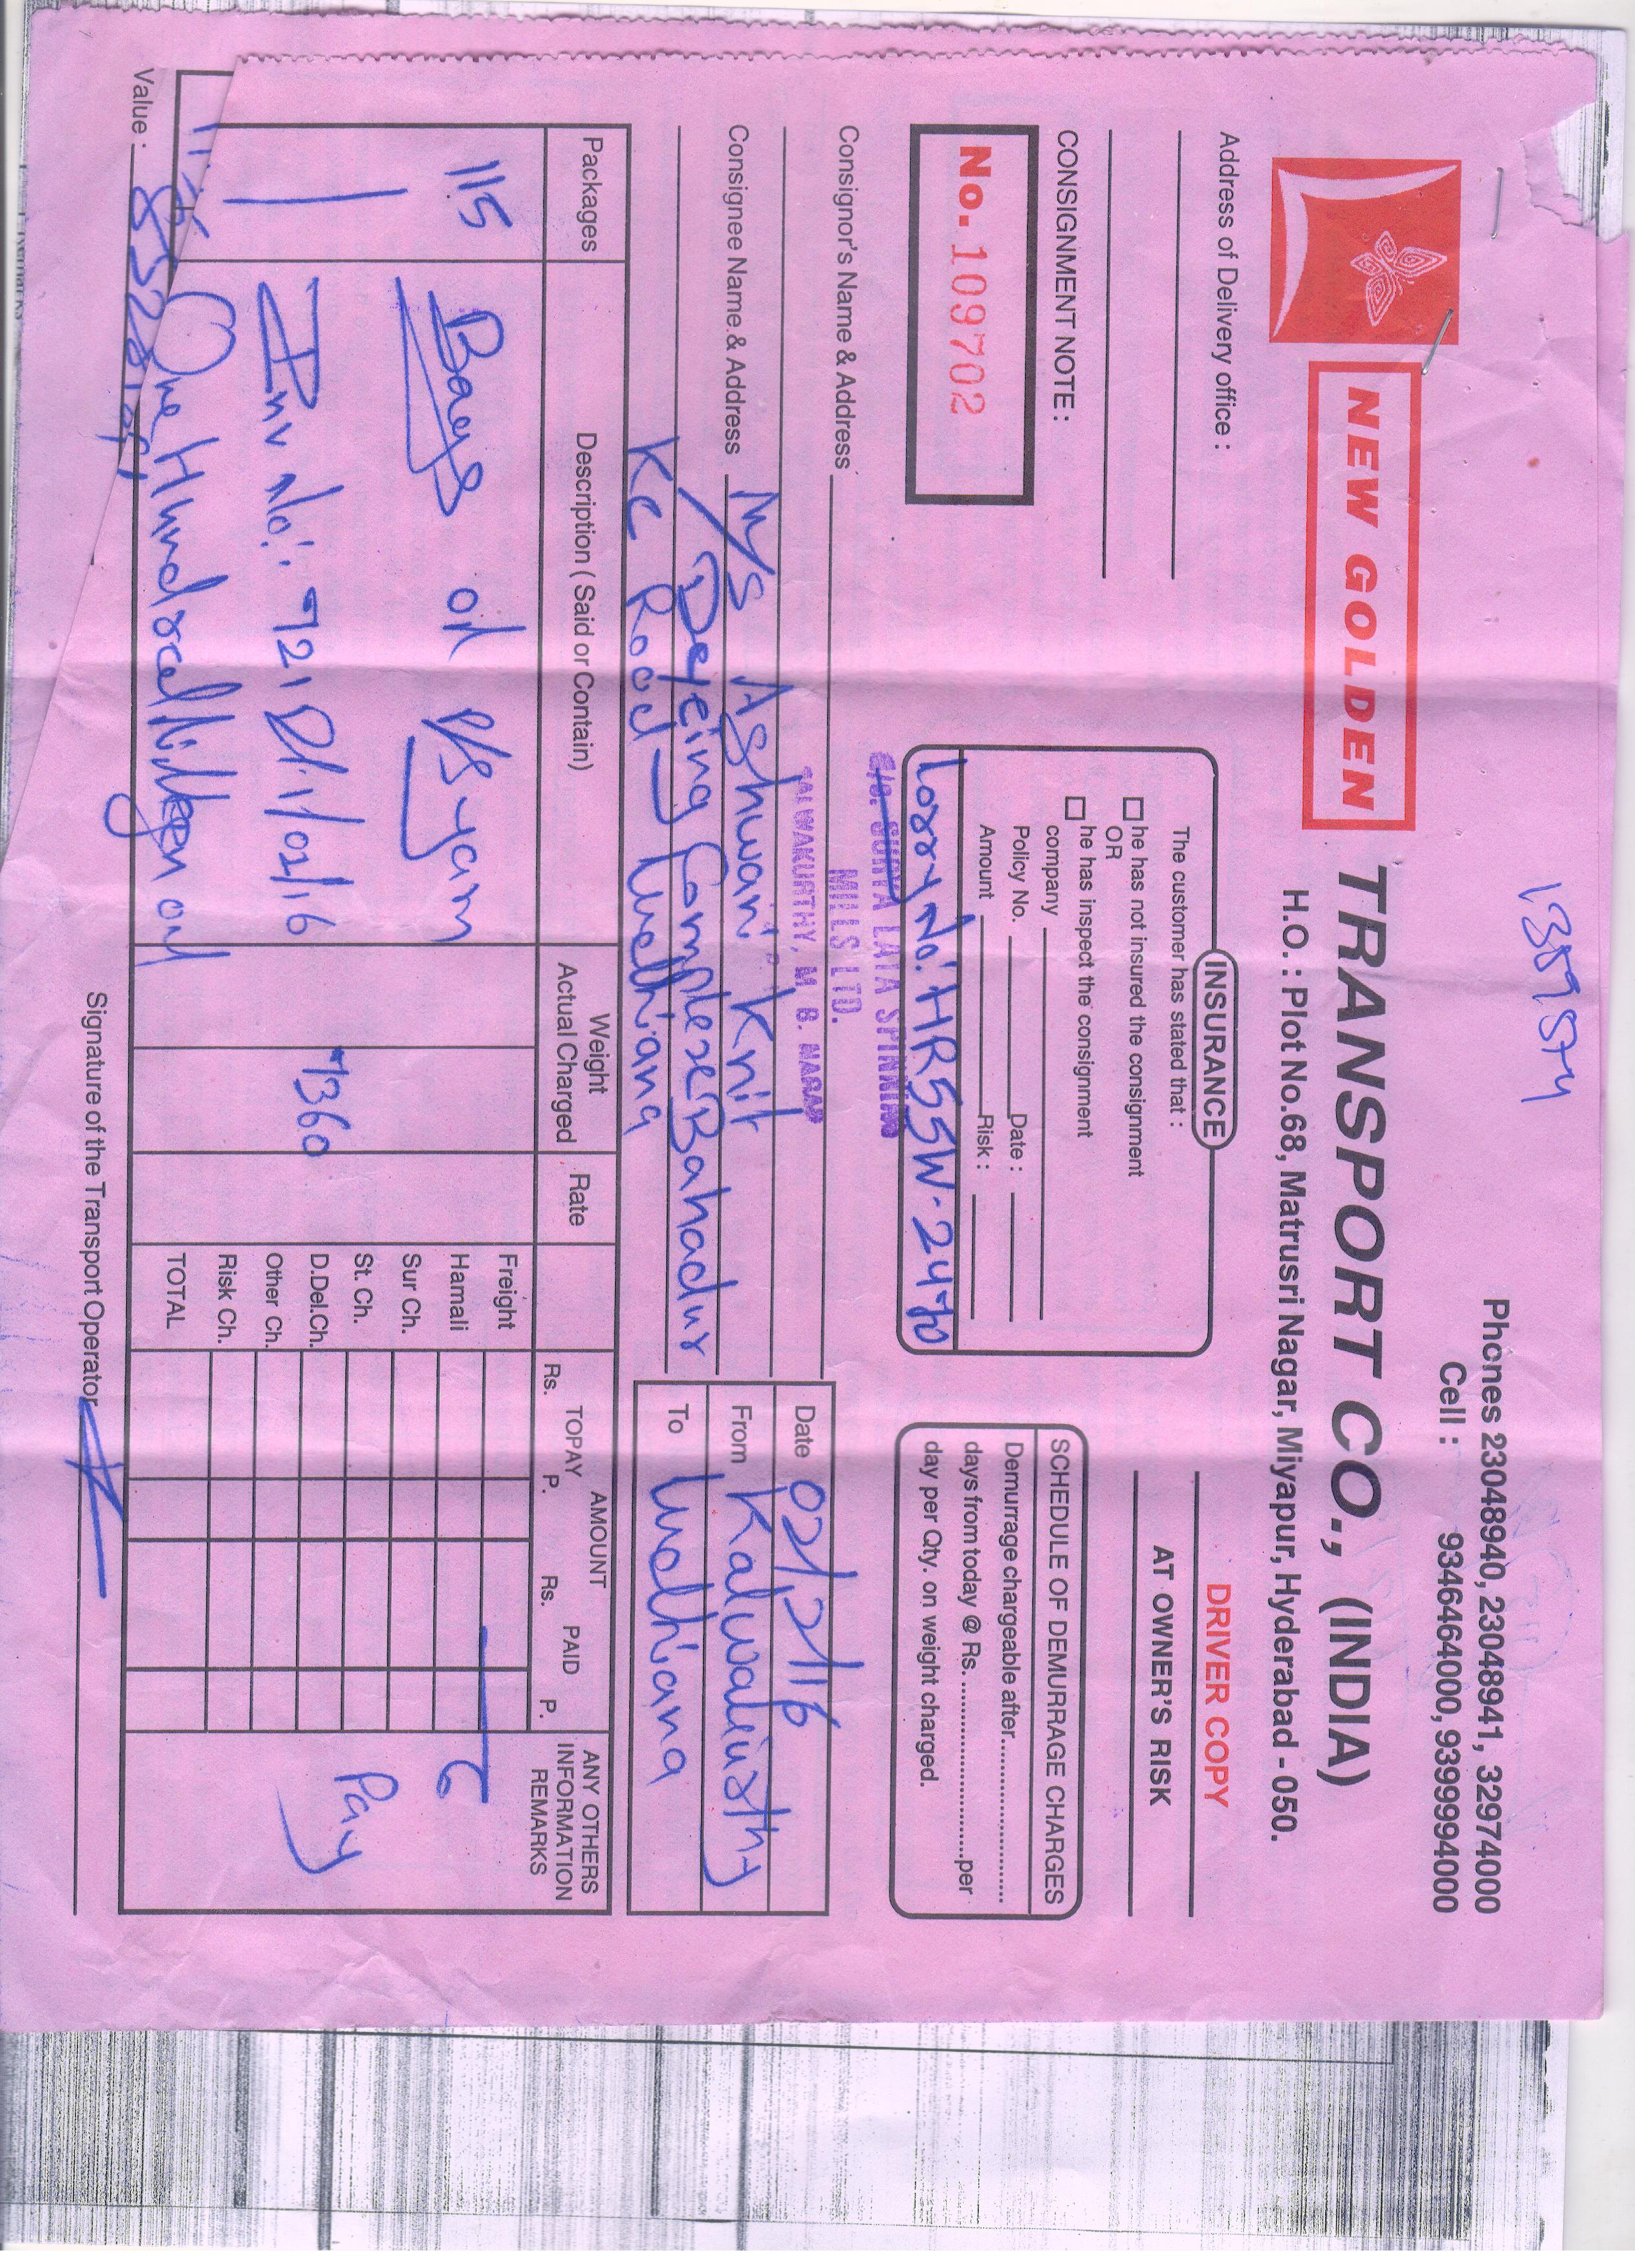 1359574
Phones 23048940, 23048941, 32974000
Cell : 9346464000, 9399994000
NEW GOLDEN TRANSPORT CO., (INDIA)
H.O. : Plot No.68, Matrusri Nagar, Miyapur, Hyderabad - 050.
Address of Delivery office :
INSURANCE
The customer has stated that :
he has not insured the consignment
OR
he has inspect the consignment
company
Policy No. Date :
Amount Risk :
Lorry No: HR55W-2470
DRIVER COPY
AT OWNER'S RISK
SCHEDULE OF DEMURRAGE CHARGES
Demurrage chargeable after........................
days from today @ Rs. ..........................per
day per Qty. on weight charged.
CONSIGNMENT NOTE :
No. 109702
SURYA LATA SPINNING
MILLS LTD.
KALWAKURTHY, M. B. NAGAR
Consignor's Name & Address
Consignee Name & Address M/s Ashwani Knit
Dyeing Complexe Bahadur
Kc Road Ludhiana
Date 02/2/16
From Kalwakurthy
To Ludhiana
Packages Description ( Said or Contain) Weight Actual Charged Rate AMOUNT TOPAY Rs. P. PAID Rs. P. ANY OTHERS INFORMATION REMARKS
115 Bags of P/S yarn
Inv No: 721 Dt 1/02/16 7360
One Hundred
Freight
Hamali
Sur Ch.
St. Ch.
D.Del.Ch.
Other Ch.
Risk Ch.
TOTAL
To
Pay
Value :
Signature of the Transport Operator
Remarks